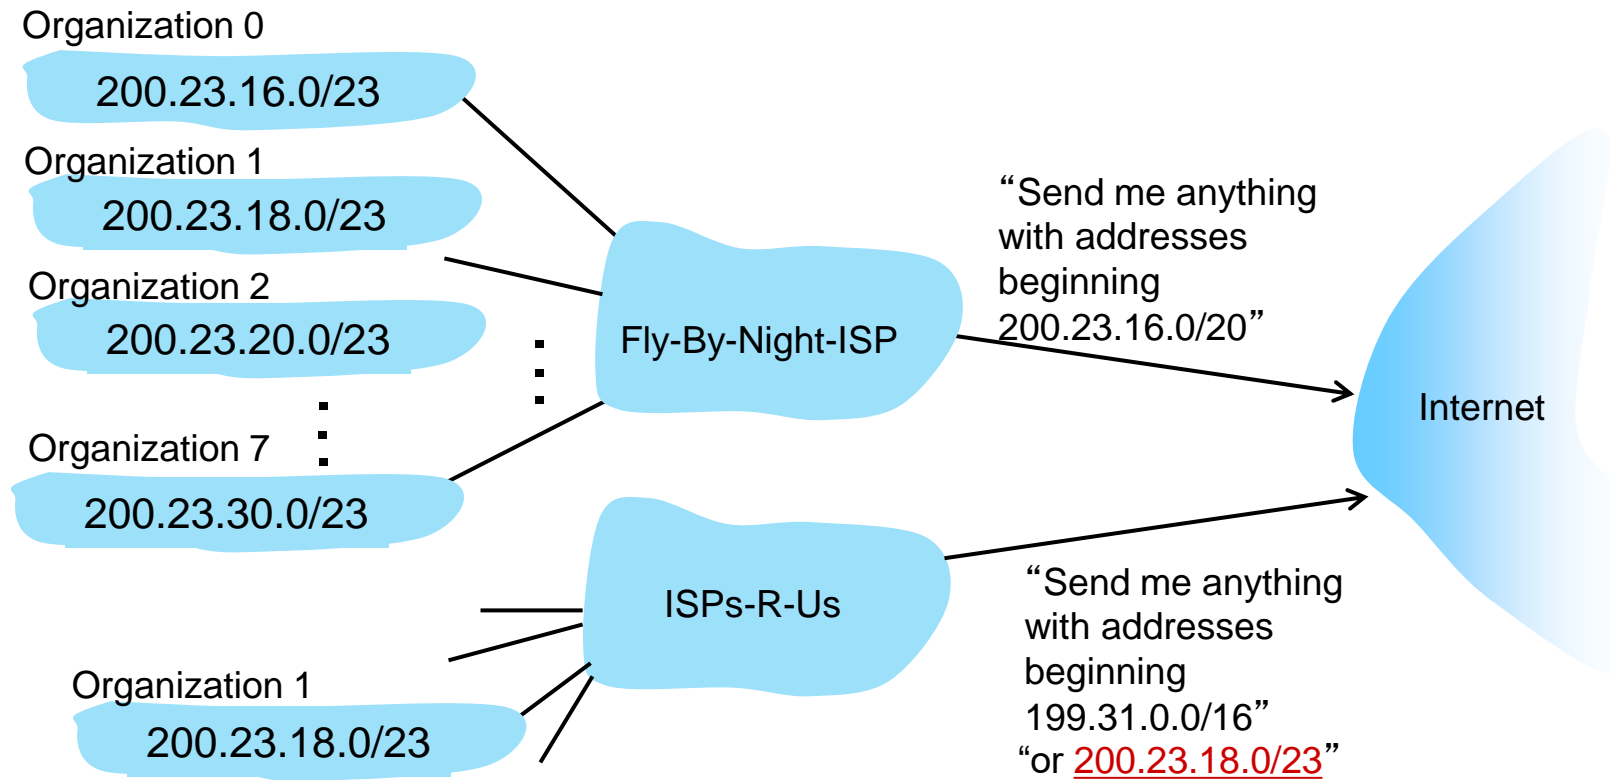 Organization 0
200.23.16.0/23
Organization 1
200.23.18.0/23
Organization 2
200.23.20.0/23
Organization 7
200.23.30.0/23
Fly-By-Night-ISP
“Send me anything
with addresses
beginning
200.23.16.0/20”
Internet
ISPs-R-Us
Organization 1
200.23.18.0/23
“Send me anything
with addresses
beginning
199.31.0.0/16”
“or 200.23.18.0/23”